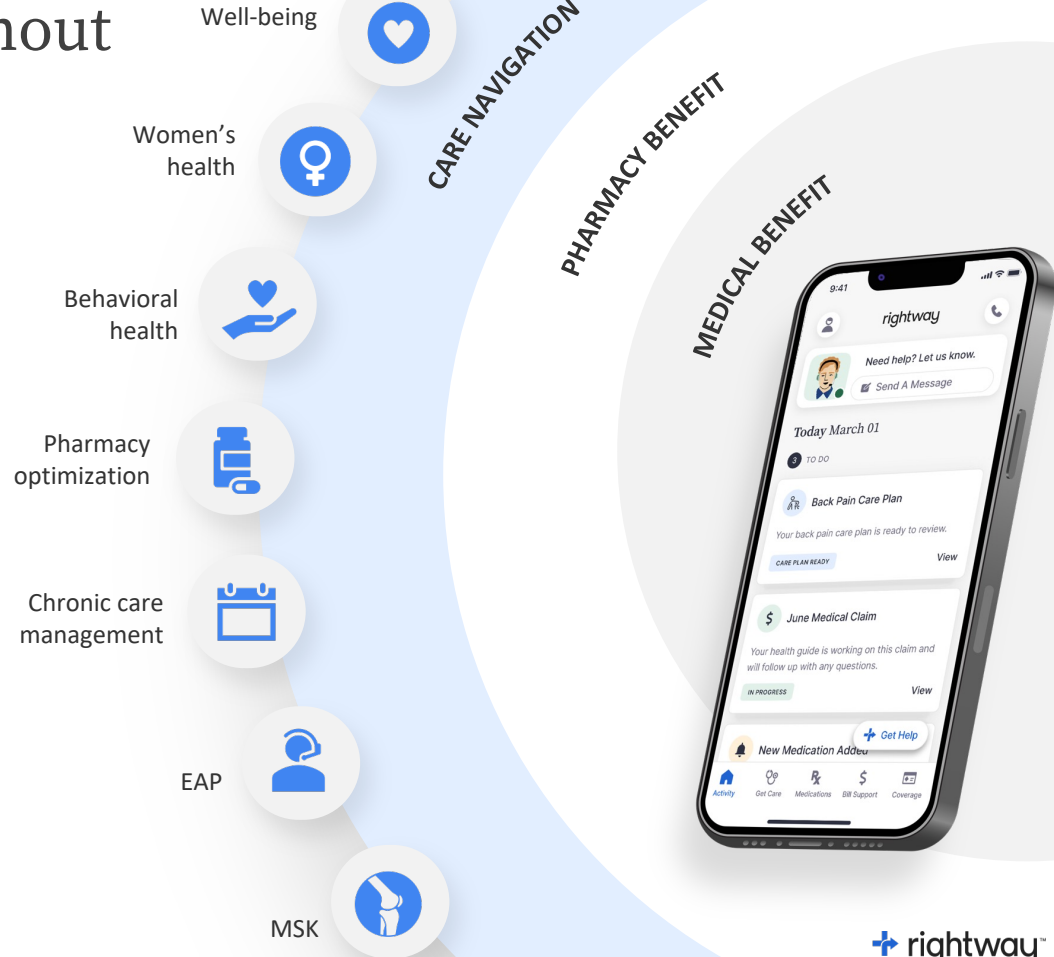 Well-being
Women's
health
Behavioral
health
Pharmacy
optimization
Chronic care
management
EAP
MSK
CARE NAVIGATION
PHARMACY BENEFIT
MEDICAL BENEFIT
9:41
rightway
Need help? Let us know.
Send A Message
Today March 01
3 TO DO
Back Pain Care Plan
Your back pain care plan is ready to review.
CARE PLAN READY
View
$ June Medical Claim
Your health guide is working on this claim and
will follow up with any questions.
IN PROGRESS
View
New Medication Added
Get Help
Activity
Get Care
Medications
Bill Support
Coverage
rightway™